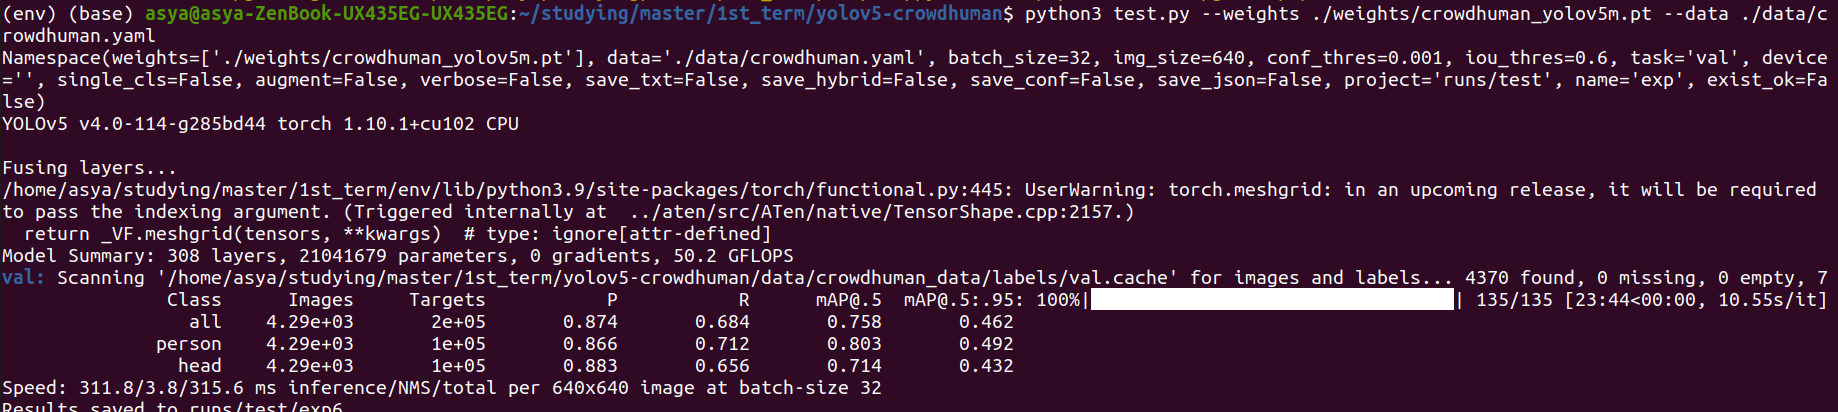 (env) (base) asya@asya-ZenBook-UX435EG-UX435EG:~/studying/master/1st_term/yolov5-crowdhuman$ python3 test.py --weights ./weights/crowdhuman_yolov5m.pt --data ./data/c
rowdhuman.yaml
Namespace(weights=['./weights/crowdhuman_yolov5m.pt'], data='./data/crowdhuman.yaml', batch_size=32, img_size=640, conf_thres=0.001, iou_thres=0.6, task='val', device
='', single_cls=False, augment=False, verbose=False, save_txt=False, save_hybrid=False, save_conf=False, save_json=False, project='runs/test', name='exp', exist_ok=Fa
lse)
YOLOv5 v4.0-114-g285bd44 torch 1.10.1+cu102 CPU
Fusing layers...
/home/asya/studying/master/1st_term/env/lib/python3.9/site-packages/torch/functional.py:445: UserWarning: torch.meshgrid: in an upcoming release, it will be required
to pass the indexing argument. (Triggered internally at  ../aten/src/ATen/native/TensorShape.cpp:2157.)
  return _VF.meshgrid(tensors, **kwargs)  # type: ignore[attr-defined]
Model Summary: 308 layers, 21041679 parameters, 0 gradients, 50.2 GFLOPS
val: Scanning '/home/asya/studying/master/1st_term/yolov5-crowdhuman/data/crowdhuman_data/labels/val.cache' for images and labels... 4370 found, 0 missing, 0 empty, 7
Class Images Targets P R mAP@.5 mAP@.5:.95: 100%| | 135/135 [23:44<00:00, 10.55s/it]
all 4.29e+03 2e+05 0.874 0.684 0.758 0.462
person 4.29e+03 1e+05 0.866 0.712 0.803 0.492
head 4.29e+03 1e+05 0.883 0.656 0.714 0.432
Speed: 311.8/3.8/315.6 ms inference/NMS/total per 640x640 image at batch-size 32
Results saved to runs/test/exp6